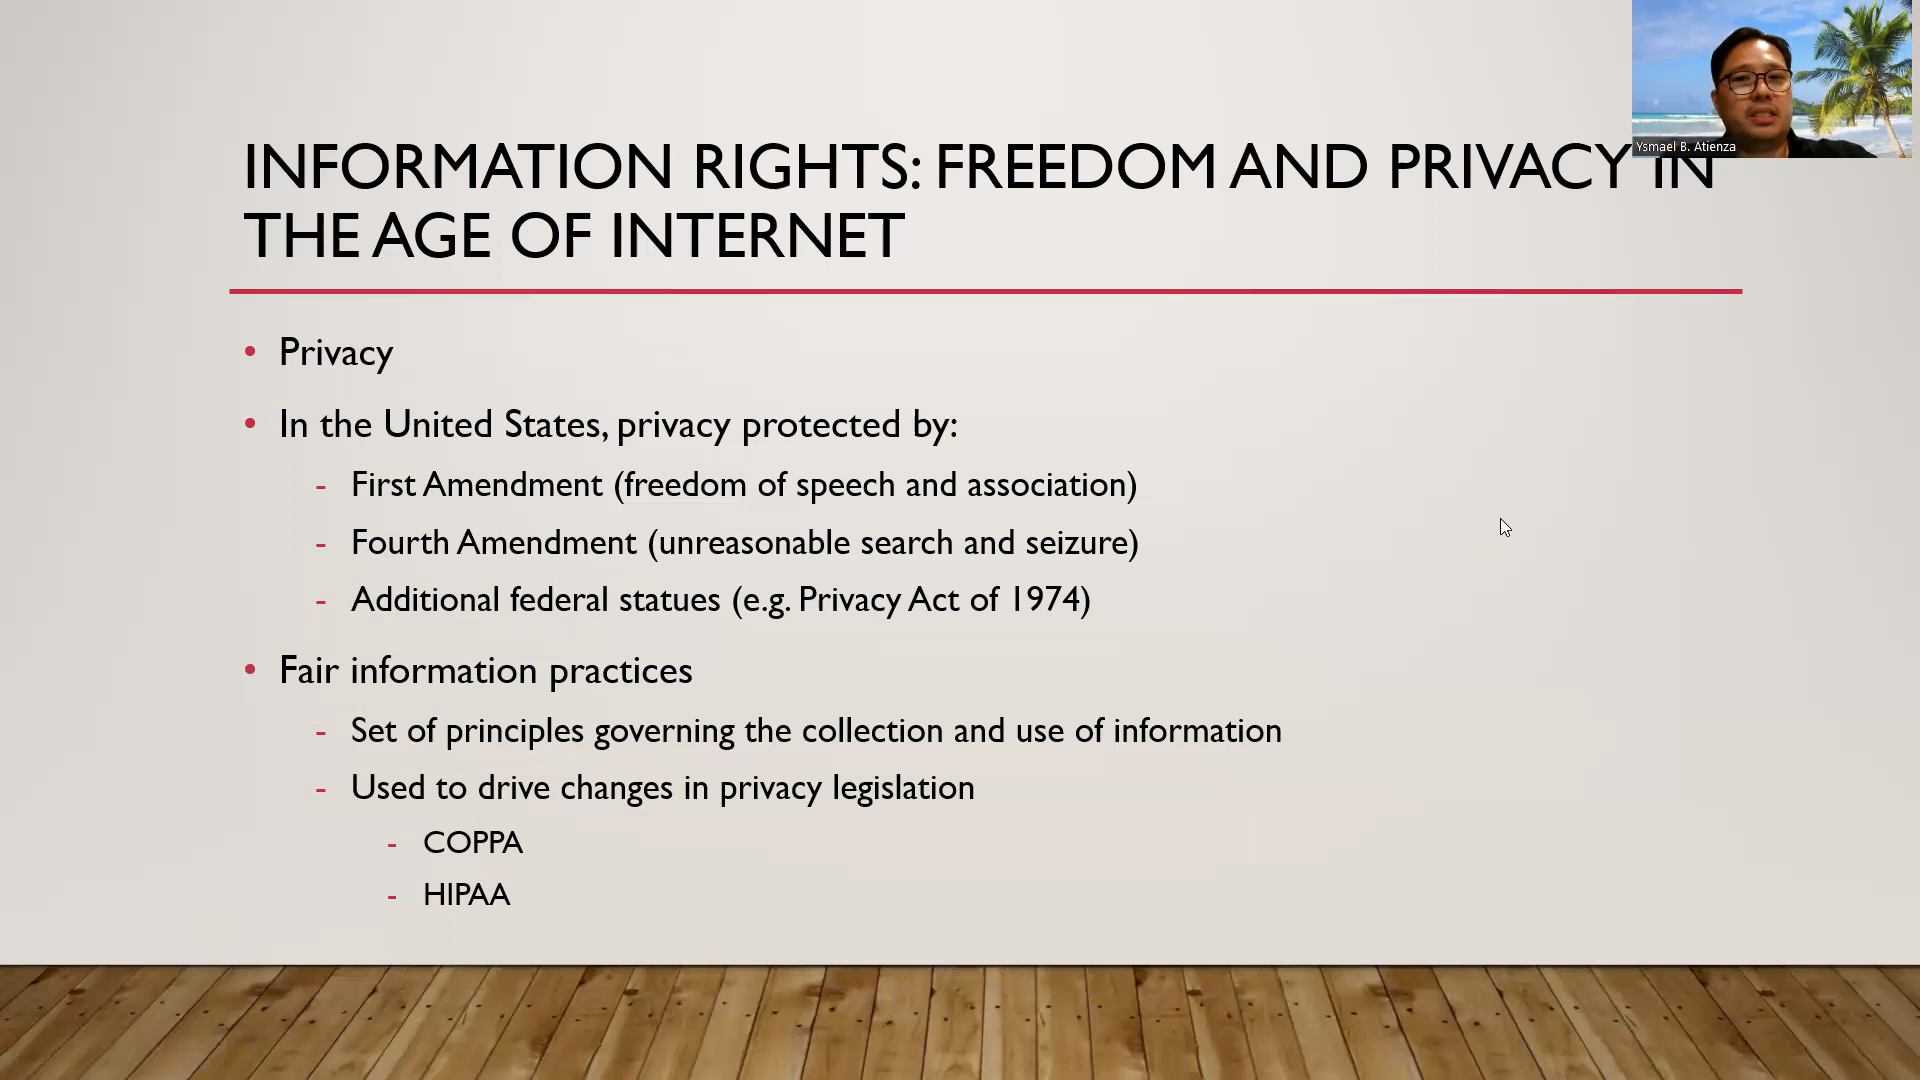 Ysmael B. Atienza
INFORMATION RIGHTS: FREEDOM AND PRIVACY IN
THE AGE OF INTERNET
• Privacy
• In the United States, privacy protected by:
- First Amendment (freedom of speech and association)
- Fourth Amendment (unreasonable search and seizure)
- Additional federal statues (e.g. Privacy Act of 1974)
• Fair information practices
- Set of principles governing the collection and use of information
- Used to drive changes in privacy legislation
- COPPA
- HIPAA